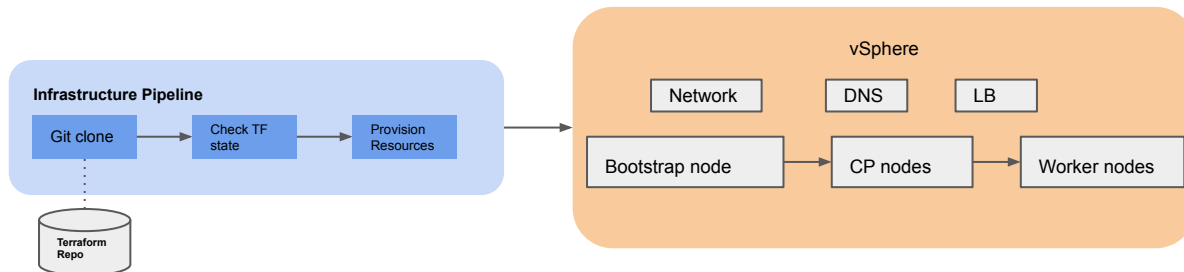 Infrastructure Pipeline
Git clone
Check TF
state
Provision
Resources
Terraform
Repo
vSphere
Network
DNS
LB
Bootstrap node
CP nodes
Worker nodes